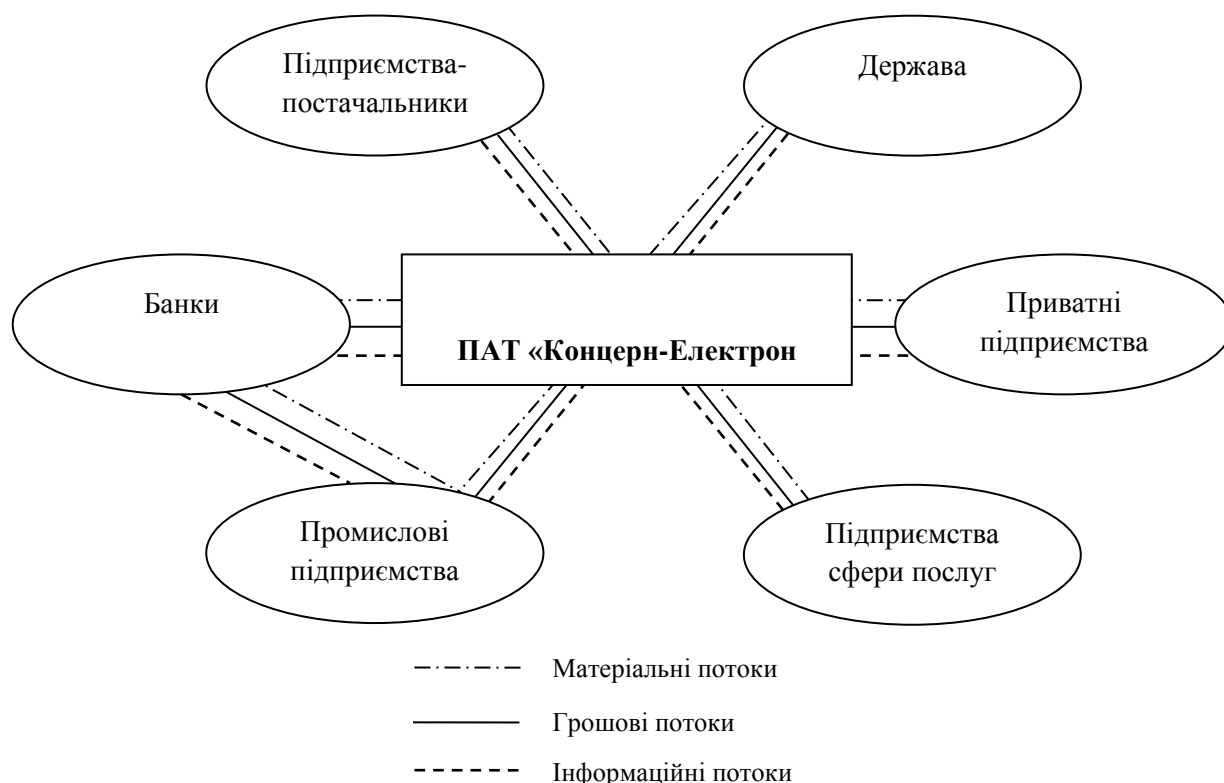 Підприємства-
постачальники
Держава
Банки
ПАТ «Концерн-Електрон
Приватні
підприємства
Промислові
підприємства
Підприємства
сфери послуг
Матеріальні потоки
Грошові потоки
Інформаційні потоки